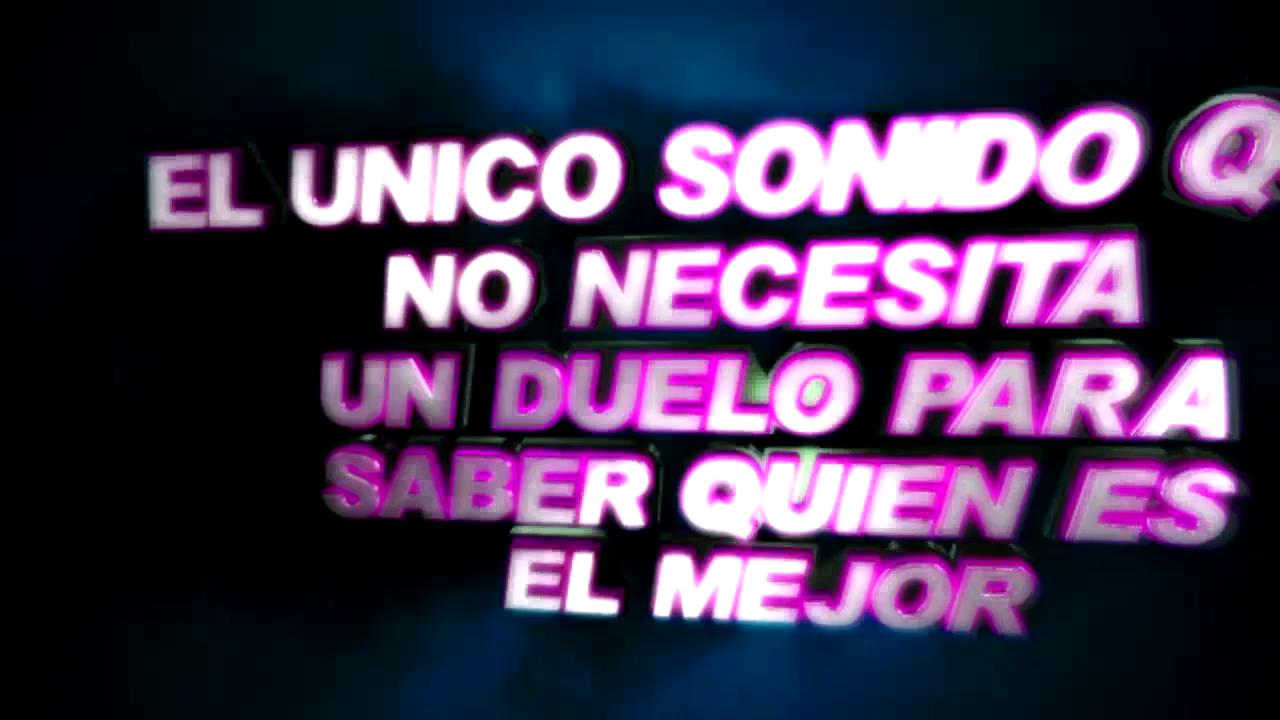 EL UNICO SONIDO Q
NO NECESITA
UN DUELO PARA
SABER QUIEN ES
EL MEJOR